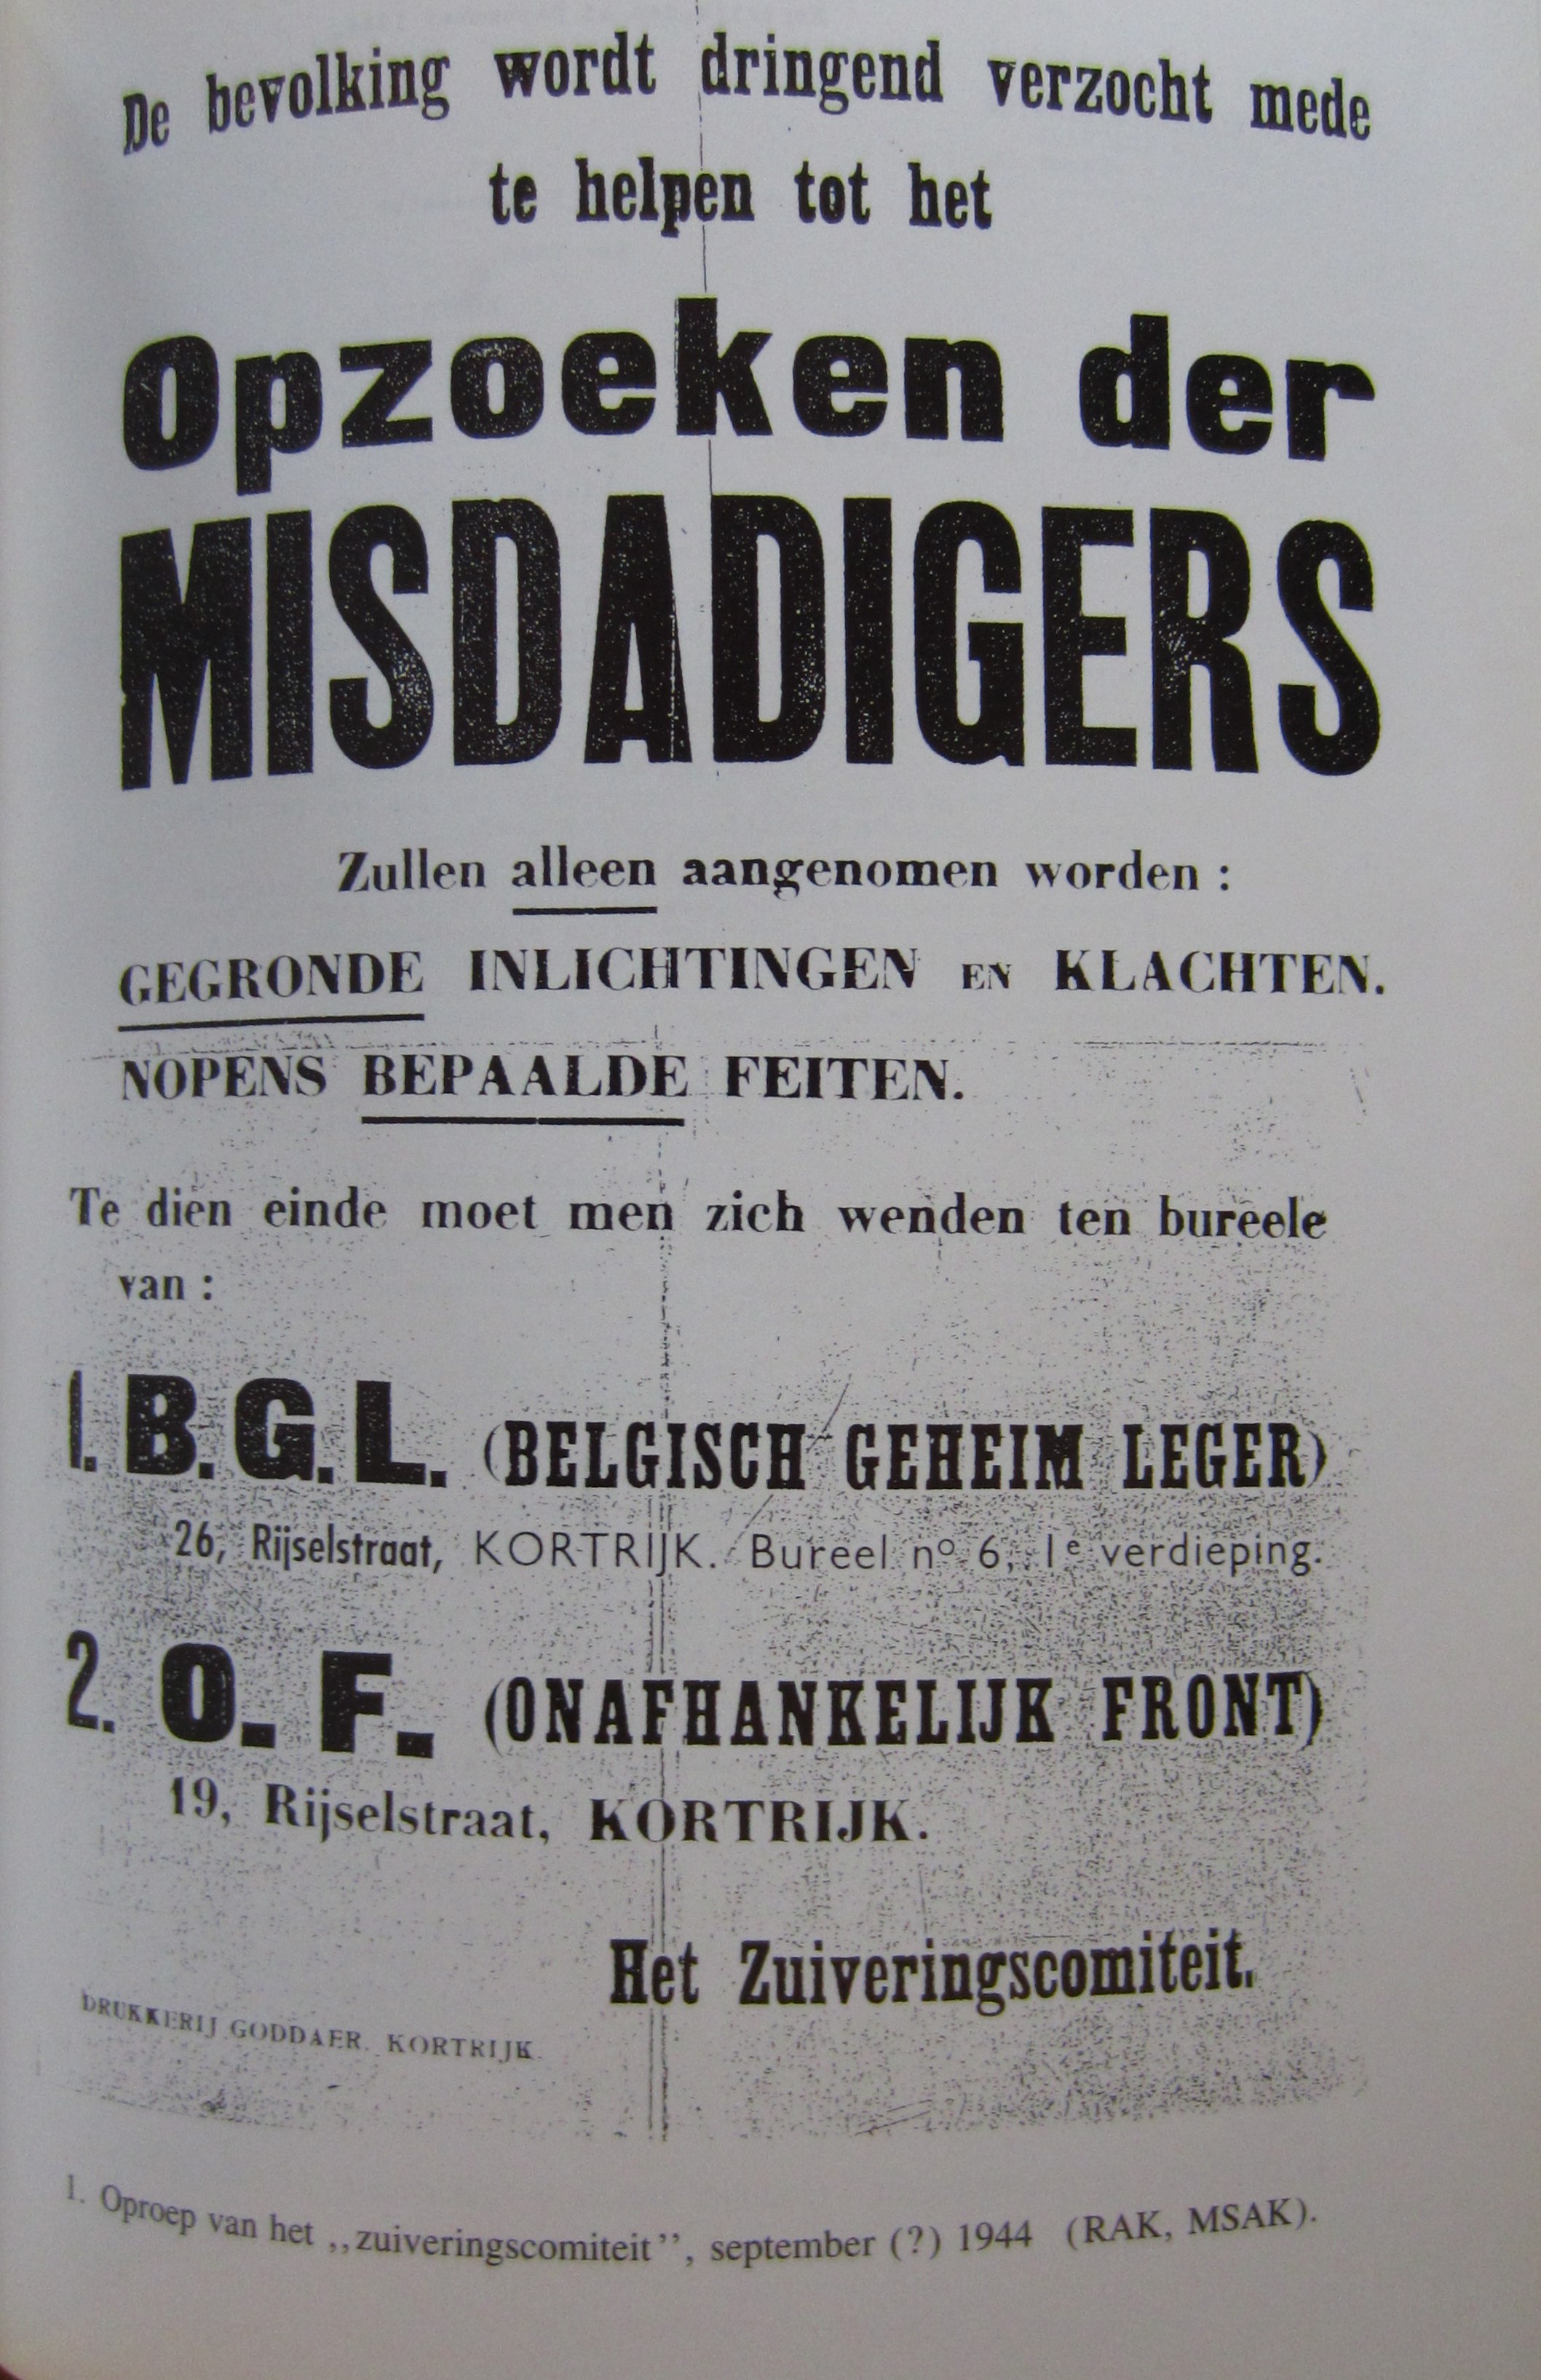 De bevolking wordt dringend verzocht mede
te helpen tot het
Opzoeken der
MISDADIGERS
Zullen alleen aangenomen worden :
GEGRONDE INLICHTINGEN EN KLACHTEN.
NOPENS BEPAALDE FEITEN.
Te dien einde moet men zich wenden ten bureele
van :
1. B.G.L. (BELGISCH GEHEIM LEGER)
26, Rijselstraat, KORTRIJK. Bureel nº 6, 1e verdieping.
2. O. F. (ONAFHANKELIJK FRONT)
19, Rijselstraat, KORTRIJK.
Het Zuiveringscomiteit.
DRUKKERIJ GODDAER. KORTRIJK.
1. Oproep van het ,,zuiveringscomiteit'', september (?) 1944 (RAK, MSAK).